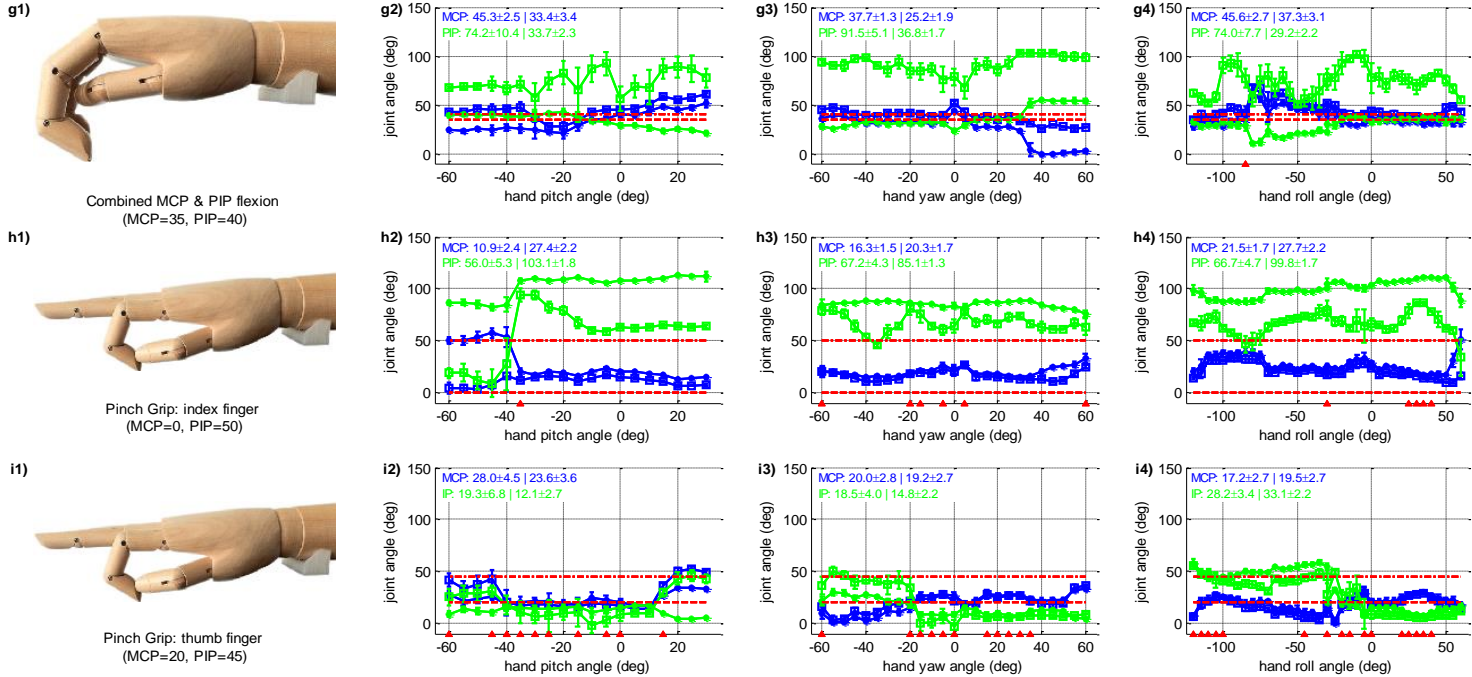 g1)
Combined MCP & PIP flexion
(MCP=35, PIP=40)
g2)
MCP: 45.3±2.5 | 33.4±3.4
PIP: 74.2±10.4 | 33.7±2.3
joint angle (deg)
150
100
50
0
-60 -40 -20 0 20
hand pitch angle (deg)
g3)
MCP: 37.7±1.3 | 25.2±1.9
PIP: 91.5±5.1 | 36.8±1.7
joint angle (deg)
150
100
50
0
-60 -40 -20 0 20 40 60
hand yaw angle (deg)
g4)
MCP: 45.6±2.7 | 37.3±3.1
PIP: 74.0±7.7 | 29.2±2.2
joint angle (deg)
150
100
50
0
-100 -50 0 50
hand roll angle (deg)
h1)
Pinch Grip: index finger
(MCP=0, PIP=50)
h2)
MCP: 10.9±2.4 | 27.4±2.2
PIP: 56.0±5.3 | 103.1±1.8
joint angle (deg)
150
100
50
0
-60 -40 -20 0 20
hand pitch angle (deg)
h3)
MCP: 16.3±1.5 | 20.3±1.7
PIP: 67.2±4.3 | 85.1±1.3
joint angle (deg)
150
100
50
0
-60 -40 -20 0 20 40 60
hand yaw angle (deg)
h4)
MCP: 21.5±1.7 | 27.7±2.2
PIP: 66.7±4.7 | 99.8±1.7
joint angle (deg)
150
100
50
0
-100 -50 0 50
hand roll angle (deg)
i1)
Pinch Grip: thumb finger
(MCP=20, PIP=45)
i2)
MCP: 28.0±4.5 | 23.6±3.6
IP: 19.3±6.8 | 12.1±2.7
joint angle (deg)
150
100
50
0
-60 -40 -20 0 20
hand pitch angle (deg)
i3)
MCP: 20.0±2.8 | 19.2±2.7
IP: 18.5±4.0 | 14.8±2.2
joint angle (deg)
150
100
50
0
-60 -40 -20 0 20 40 60
hand yaw angle (deg)
i4)
MCP: 17.2±2.7 | 19.5±2.7
IP: 28.2±3.4 | 33.1±2.2
joint angle (deg)
150
100
50
0
-100 -50 0 50
hand roll angle (deg)